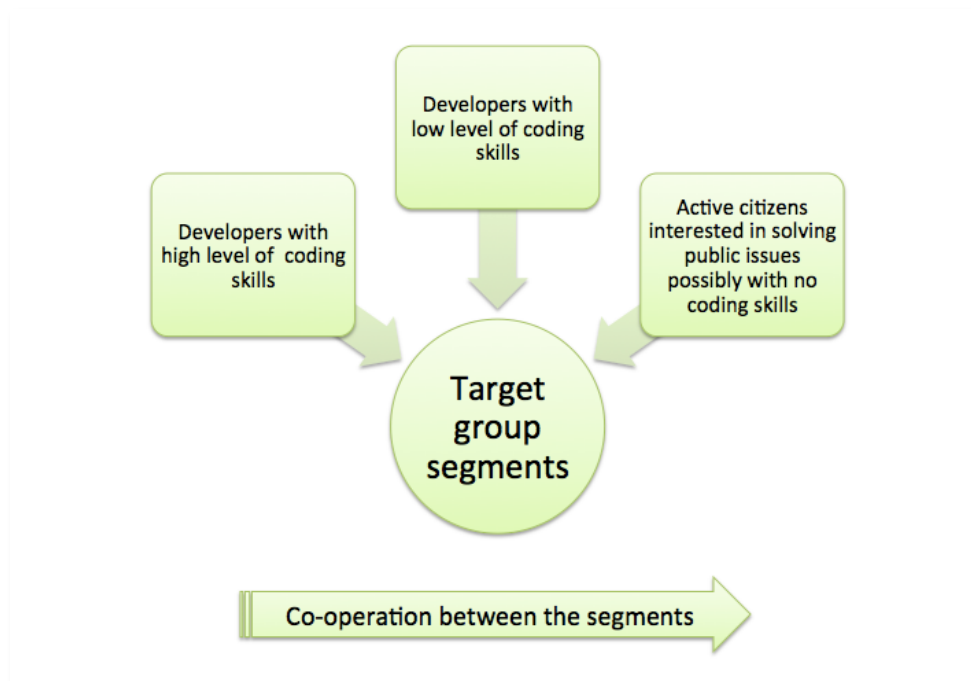 Developers with
low level of coding
skills
Developers with
high level of  coding
skills
Active citizens
interested in solving
public issues
possibly with no
coding skills
Target
group
segments
Co-operation between the segments